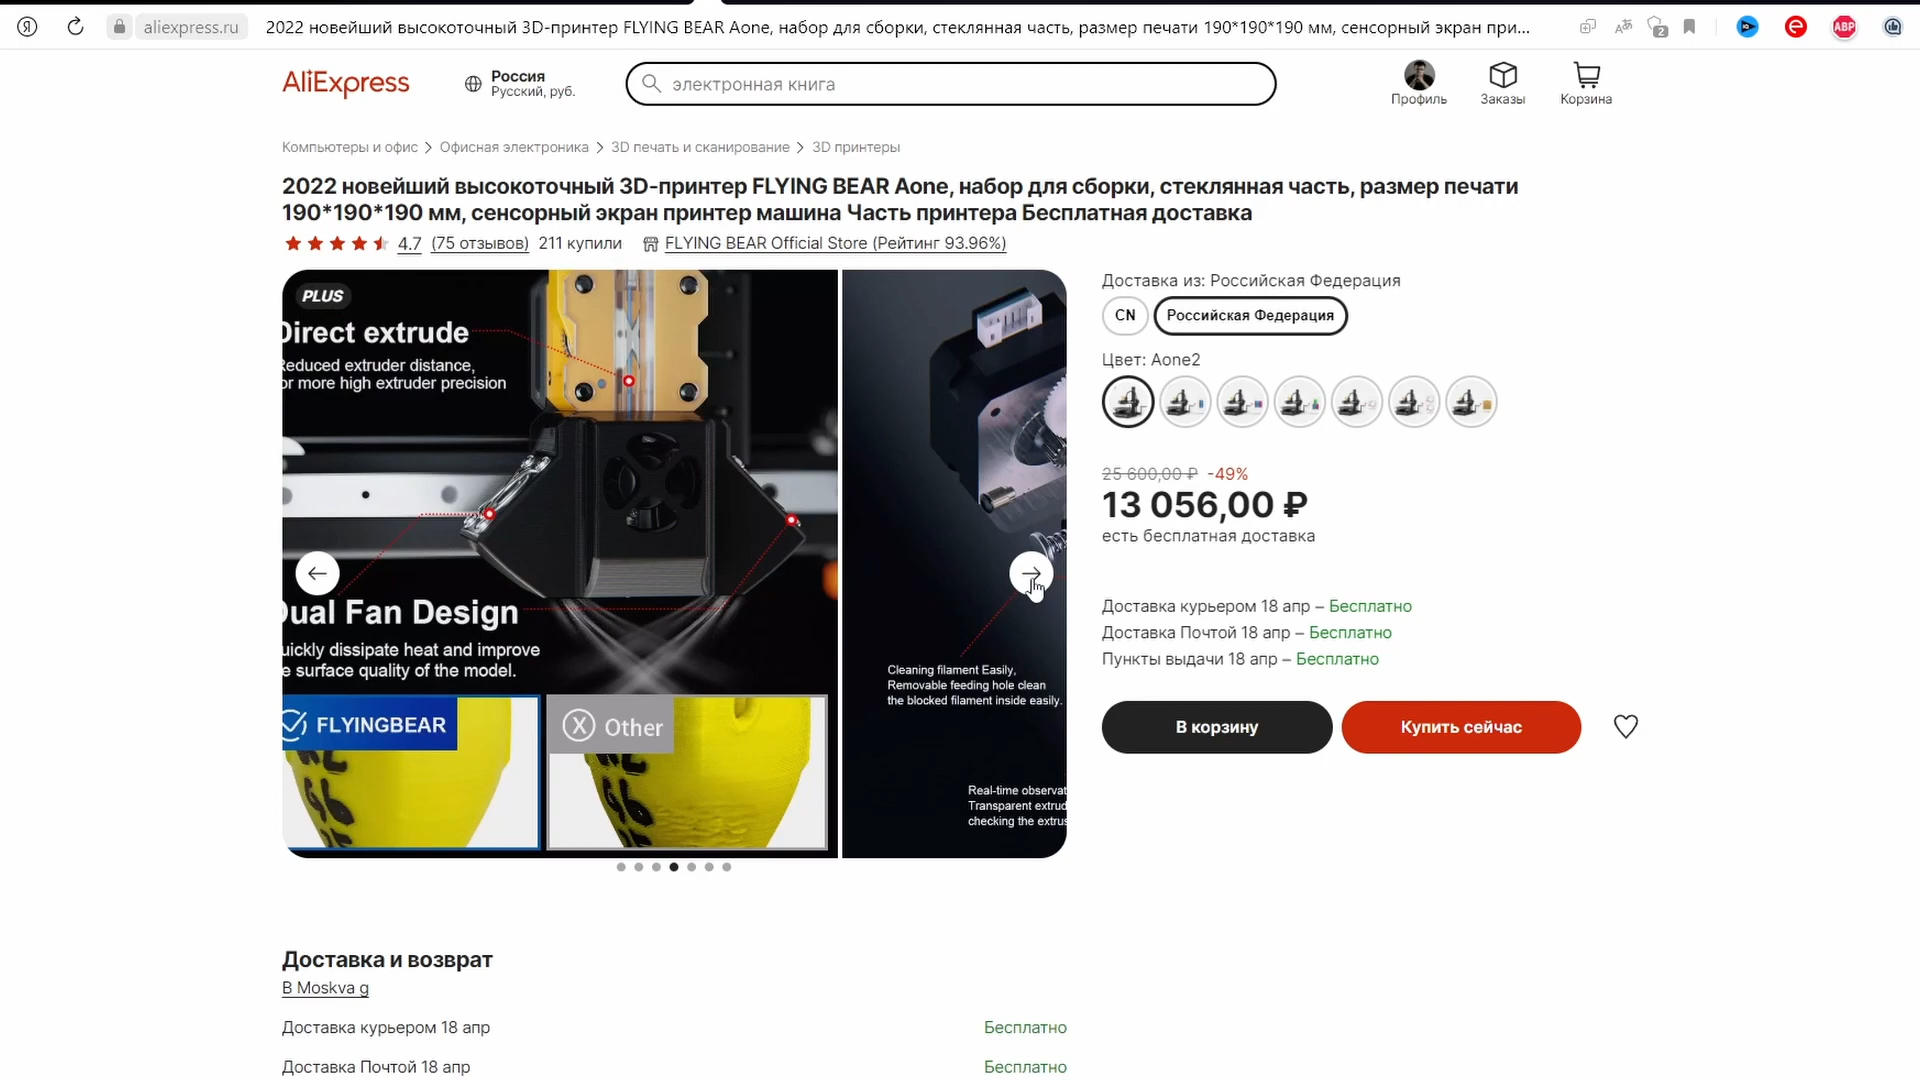 aliexpress.ru
2022 новейший высокоточный 3D-принтер FLYING BEAR Aone, набор для сборки, стеклянная часть, размер печати 190*190*190 мм, сенсорный экран при...
2
ABP
AliExpress
Россия
Русский, руб.
электронная книга
Профиль
Заказы
Корзина
Компьютеры и офис > Офисная электроника > 3D печать и сканирование > 3D принтеры
2022 новейший высокоточный 3D-принтер FLYING BEAR Aone, набор для сборки, стеклянная часть, размер печати
190*190*190 мм, сенсорный экран принтер машина Часть принтера Бесплатная доставка
4.7 (75 отзывов) 211 купили FLYING BEAR Official Store (Рейтинг 93.96%)
PLUS
Direct extrude
Reduced extruder distance,
or more high extruder precision
Dual Fan Design
uickly dissipate heat and improve
e surface quality of the model.
FLYINGBEAR
X Other
Cleaning filament Easily,
Removable feeding hole clean
the blocked filament inside easily.
Real-time observat
Transparent extrud
checking the extrus
Доставка из: Российская Федерация
CN
Российская Федерация
Цвет: Aone2
25 600,00 ₽ -49%
13 056,00 ₽
есть бесплатная доставка
Доставка курьером 18 апр – Бесплатно
Доставка Почтой 18 апр – Бесплатно
Пункты выдачи 18 апр – Бесплатно
В корзину
Купить сейчас
Доставка и возврат
В Moskva g
Доставка курьером 18 апр
Бесплатно
Доставка Почтой 18 апр
Бесплатно